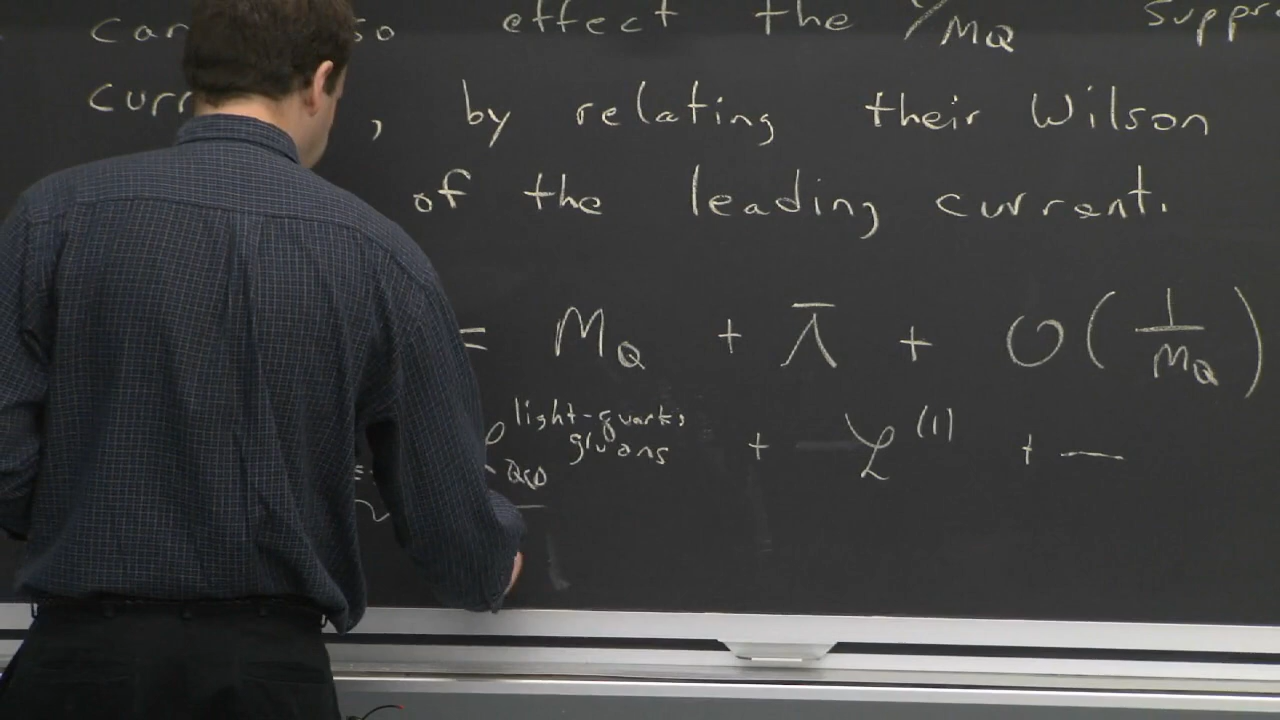 can so effect the 1/mQ suppr
curr , by relating their Wilson
of the leading current.
= mQ + Λ̄ + O(1/mQ)
light-quarks
gluons
QCD
+ ℒ(1) + —